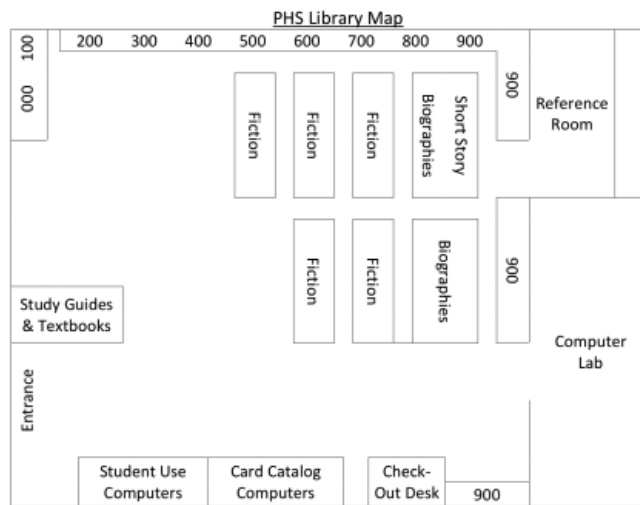 PHS Library Map
100
000
200 300 400 500 600 700 800 900
900
Reference
Room
Fiction
Fiction
Fiction
Short Story
Biographies
Fiction
Fiction
Biographies
900
Study Guides
& Textbooks
Computer
Lab
Entrance
Student Use
Computers
Card Catalog
Computers
Check-
Out Desk
900